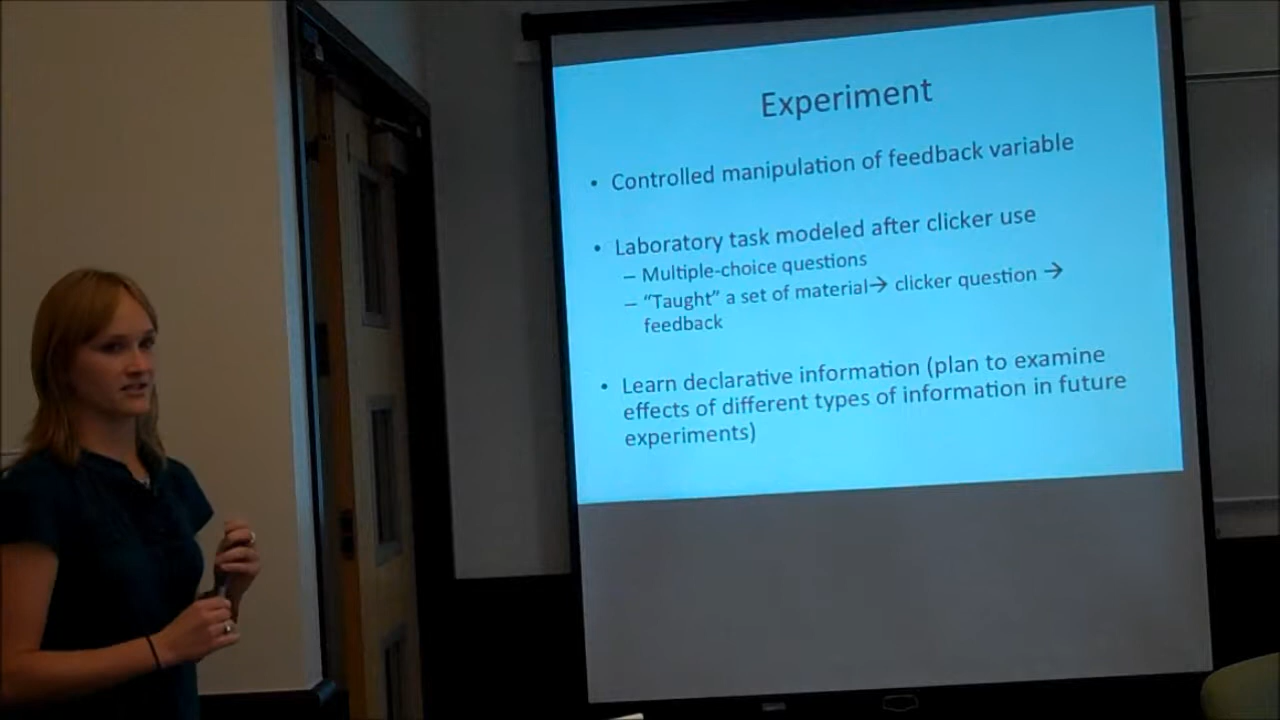 Experiment
• Controlled manipulation of feedback variable
• Laboratory task modeled after clicker use
– Multiple-choice questions
– “Taught” a set of material→ clicker question →
feedback
• Learn declarative information (plan to examine
effects of different types of information in future
experiments)